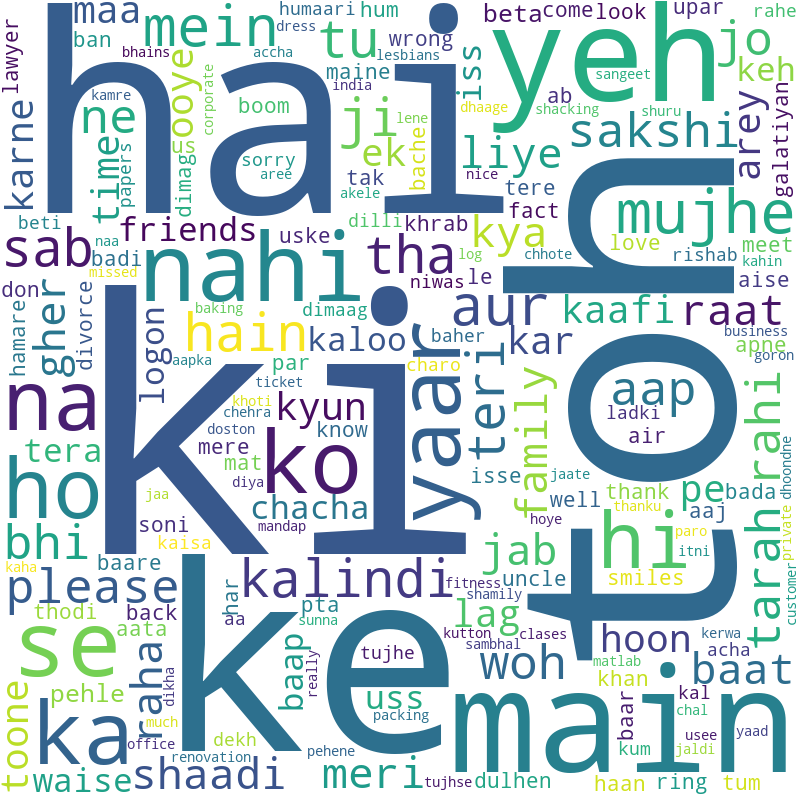 hai
ki
ke
toh
yeh
main
maa
mein
tu
hum
humaari
dress
accha
ban
lawyer
bhains
kamre
corporate
ooye
wrong
maine
lesbians
india
iss
beta
come
look
upar
rahe
jo
keh
sangeet
dhaage
ab
shacking
shuru
arey
galatiyan
karne
ne
time
papers
us
dimag
boom
ji
lene
sorry
aree
ek
bache
liye
sakshi
tak
akele
nice
tere
fact
mujhe
beti
naa
missed
friends
badi
sab
uske
dilli
khrab
log
kya
chhote
love
rishab
meet
kahin
aise
nahi
tha
niwas
le
don
hamare
gher
divorce
logon
baking
dimaag
hain
kaloo
aapka
par
aur
baher
kaafi
raat
business
kar
apne
goron
yaar
teri
charo
ticket
khoti
chehra
doston
kyun
know
aap
ladki
air
na
tera
mere
mat
ko
diya
mandap
family
isse
jaate
rahi
dhoondhe
jaa
ho
soni
chacha
well
thank
thanku
pe
bada
aaj
tarah
private
bhi
kaisa
kaha
baare
hoye
hi
paro
itni
jab
please
kalindi
uncle
fitness
smiles
customer
thodi
back
har
aa
pta
sunna
shamily
lag
kutton
clases
sambhal
hoon
kerwa
acha
se
aata
raha
baap
tujhe
really
woh
matlab
khan
baat
pehle
dikha
uss
packing
baar
kal
chal
toone
ka
much
office
dekh
renovation
pehene
usee
yaad
kum
jaldi
waise
shaadi
meri
tujhse
dulhen
haan
ring
tum